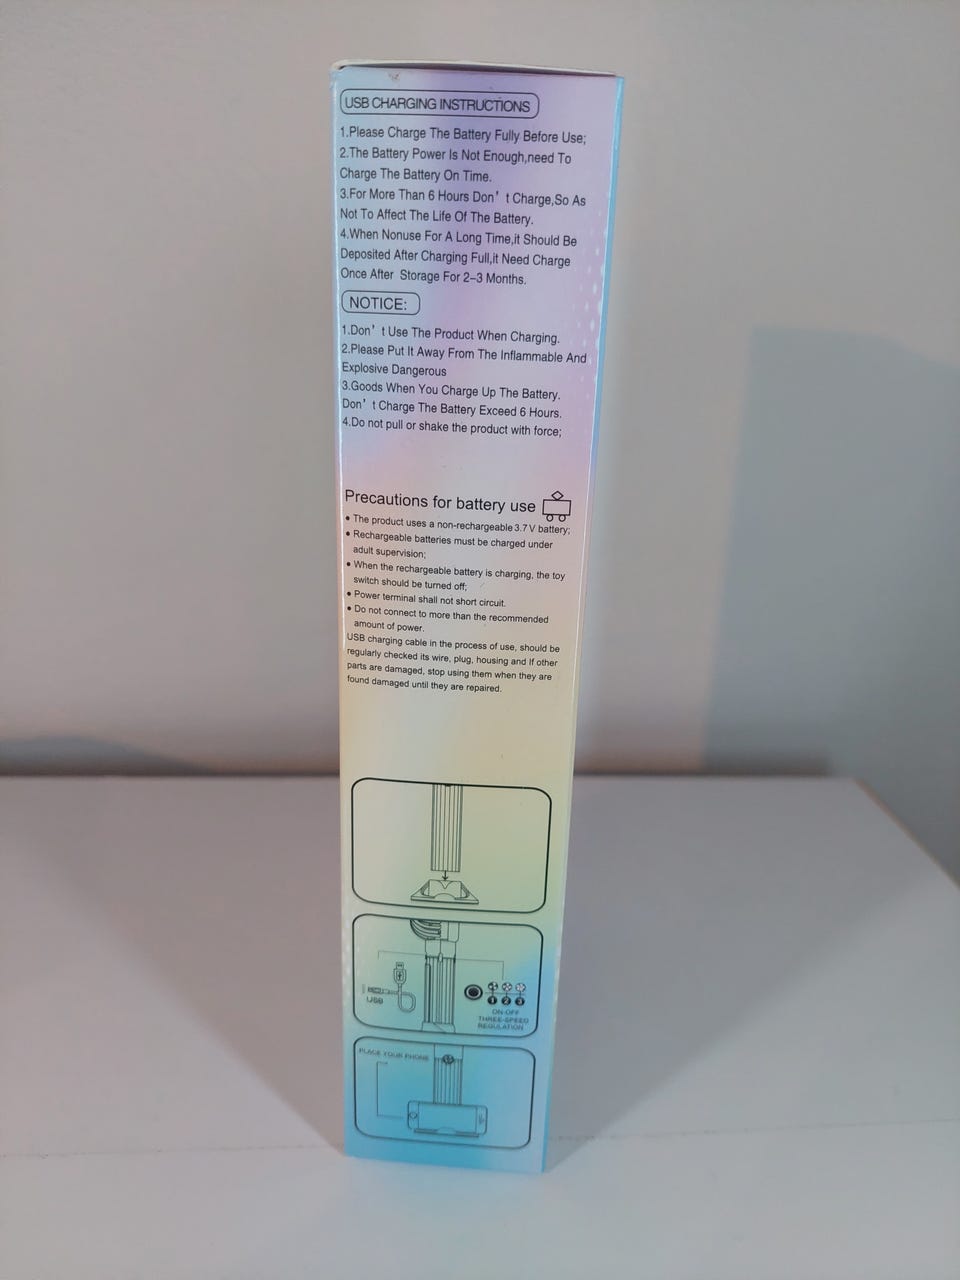 USB CHARGING INSTRUCTIONS
1.Please Charge The Battery Fully Before Use;
2.The Battery Power Is Not Enough,need To
Charge The Battery On Time.
3.For More Than 6 Hours Don' t Charge,So As
Not To Affect The Life Of The Battery.
4.When Nonuse For A Long Time,it Should Be
Deposited After Charging Full,it Need Charge
Once After Storage For 2-3 Months.
NOTICE:
1.Don' t Use The Product When Charging.
2.Please Put It Away From The Inflammable And
Explosive Dangerous
3.Goods When You Charge Up The Battery.
Don' t Charge The Battery Exceed 6 Hours.
4.Do not pull or shake the product with force;
Precautions for battery use
• The product uses a non-rechargeable 3.7 V battery;
• Rechargeable batteries must be charged under
adult supervision;
• When the rechargeable battery is charging, the toy
switch should be turned off;
• Power terminal shall not short circuit.
• Do not connect to more than the recommended
amount of power.
USB charging cable in the process of use, should be
regularly checked its wire, plug, housing and If other
parts are damaged, stop using them when they are
found damaged until they are repaired.
USB
1 2 3
ON-OFF
THREE-SPEED
REGULATION
PLACE YOUR PHONE